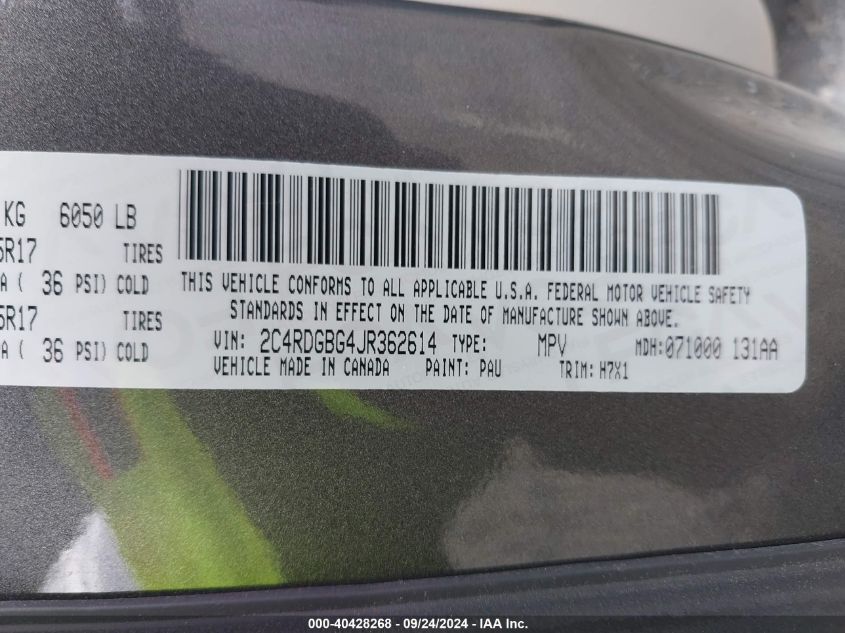 KG 6050 LB
5R17 TIRES
A ( 36 PSI) COLD
5R17 TIRES
A ( 36 PSI) COLD
THIS VEHICLE CONFORMS TO ALL APPLICABLE U.S.A. FEDERAL MOTOR VEHICLE SAFETY
STANDARDS IN EFFECT ON THE DATE OF MANUFACTURE SHOWN ABOVE.
VIN: 2C4RDGBG4JR362614 TYPE: MPV MDH:071000 131AA
VEHICLE MADE IN CANADA PAINT: PAU TRIM: H7X1
000-40428268 - 09/24/2024 - IAA Inc.